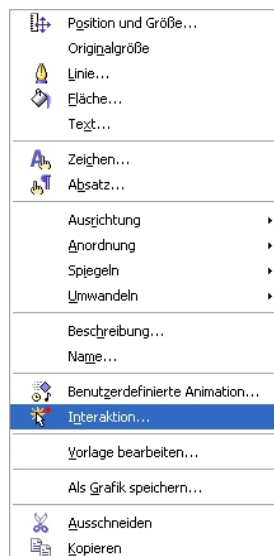 Position und Größe...
Originalgröße
Linie...
Fläche...
Text...
Zeichen...
Absatz...
Ausrichtung
Anordnung
Spiegeln
Umwandeln
Beschreibung...
Name...
Benutzerdefinierte Animation...
Interaktion...
Vorlage bearbeiten...
Als Grafik speichern...
Ausschneiden
Kopieren